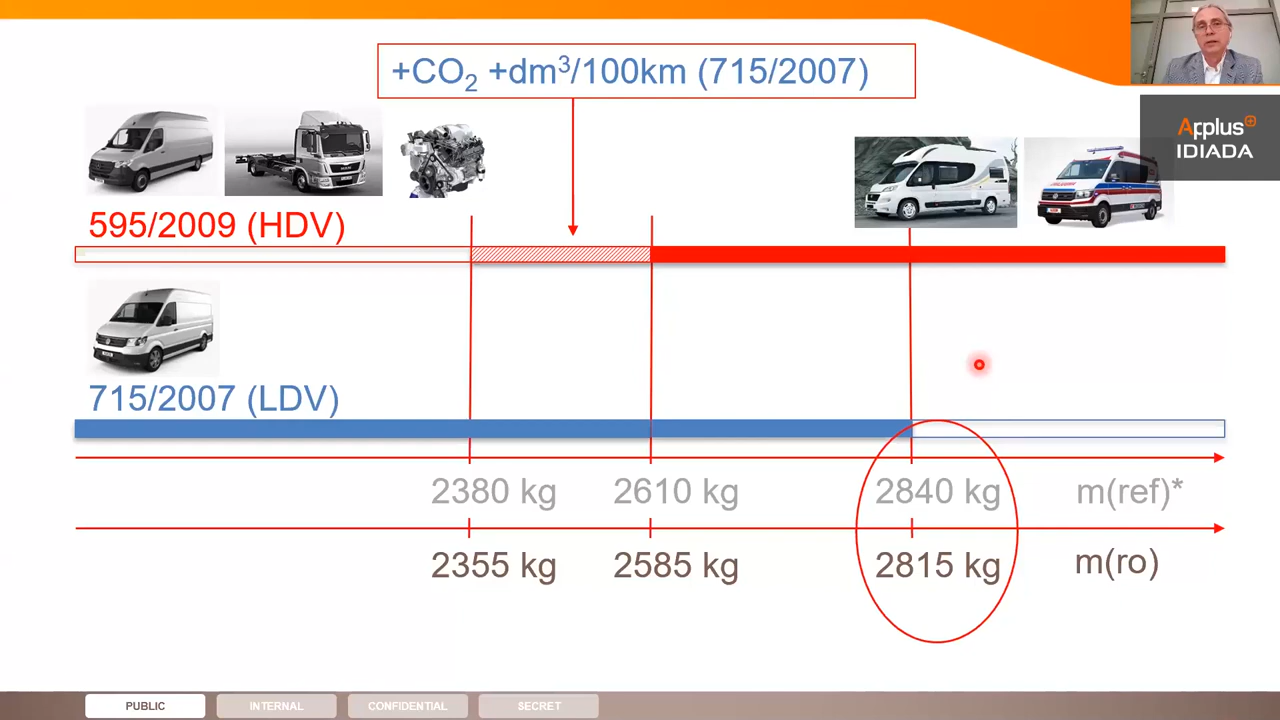 +CO₂ +dm³/100km (715/2007)
Applus+
IDIADA
595/2009 (HDV)
715/2007 (LDV)
2380 kg
2610 kg
2840 kg
m(ref)*
2355 kg
2585 kg
2815 kg
m(ro)
PUBLIC
INTERNAL
CONFIDENTIAL
SECRET